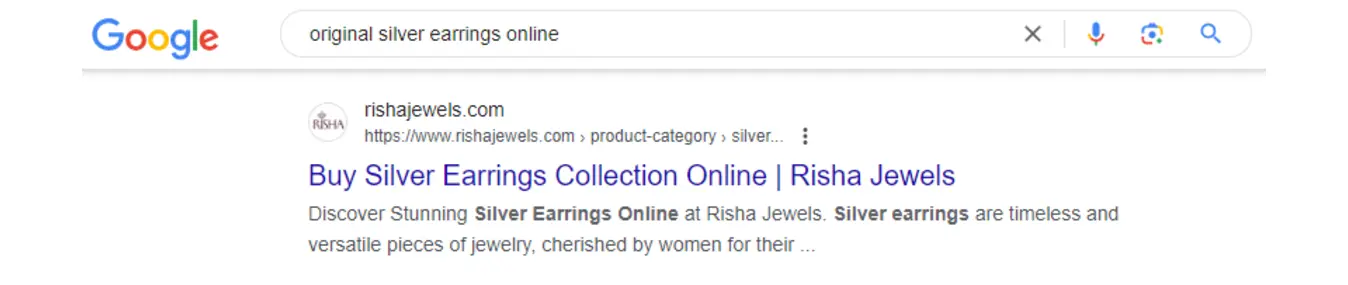 Google
original silver earrings online
RISHA
rishajewels.com
https://www.rishajewels.com › product-category › silver...
Buy Silver Earrings Collection Online | Risha Jewels
Discover Stunning Silver Earrings Online at Risha Jewels. Silver earrings are timeless and
versatile pieces of jewelry, cherished by women for their ...